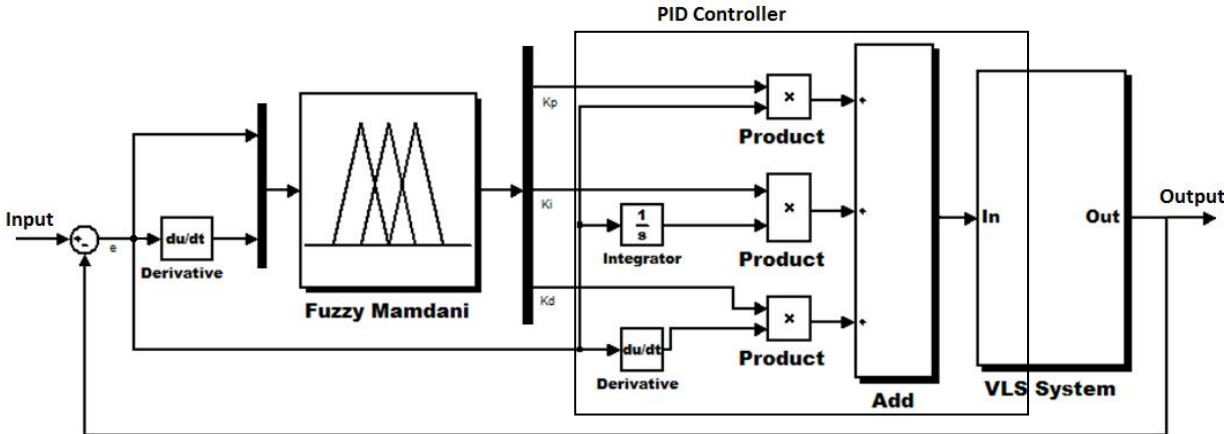 PID Controller
Kp
×
Product
Input
+
-
e
du/dt
Derivative
Fuzzy Mamdani
Ki
1
s
Integrator
×
Product
Kd
du/dt
Derivative
×
Product
+
+
+
Add
In
Out
VLS System
Output